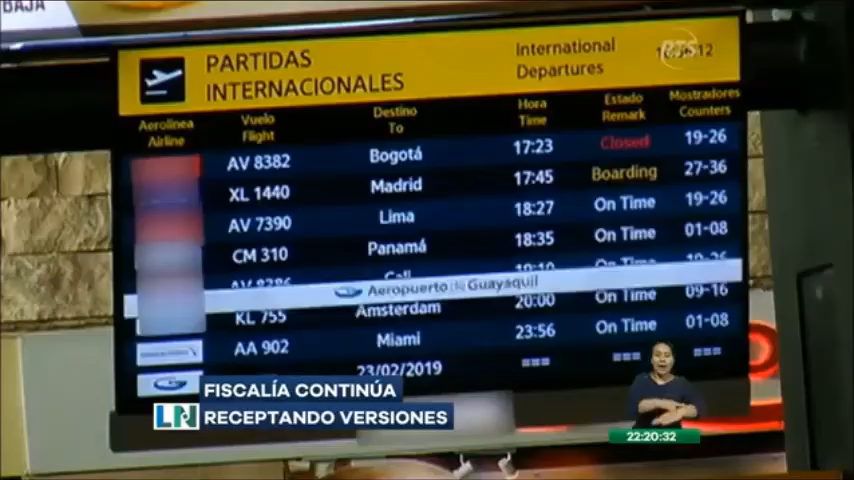 BAJA
PARTIDAS
INTERNACIONALES
International
Departures
Aerolínea
Airline
Vuelo
Flight
Destino
To
Hora
Time
Estado
Remark
Mostradores
Counters
AV 8382 Bogotá 17:23 Closed 19-26
XL 1440 Madrid 17:45 Boarding 27-36
AV 7390 Lima 18:27 On Time 19-26
CM 310 Panamá 18:35 On Time 01-08
Aeropuerto de Guayaquil
KL 755 Amsterdam 20:00 On Time 09-16
AA 902 Miami 23:56 On Time 01-08
23/02/2019 === === ===
FISCALÍA CONTINÚA
LN RECEPTANDO VERSIONES
22:20:32